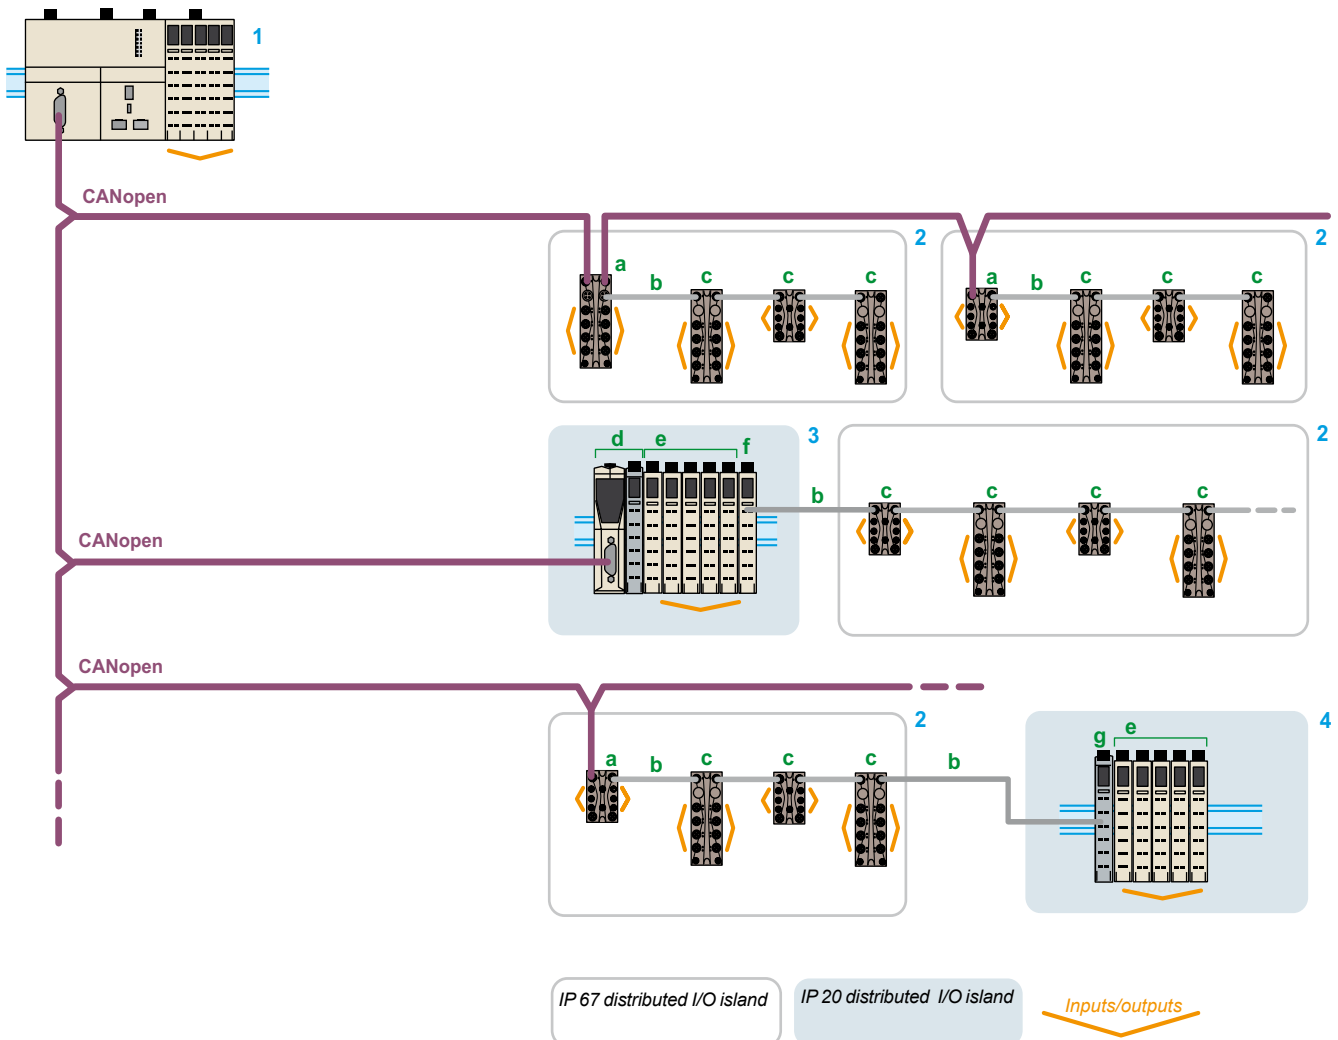 1
CANopen
2
2
a
b
c
c
c
a
b
c
c
c
CANopen
3
d
e
f
b
2
c
c
c
c
CANopen
2
a
b
c
c
c
b
4
g
e
IP 67 distributed I/O island
IP 20 distributed I/O island
Inputs/outputs